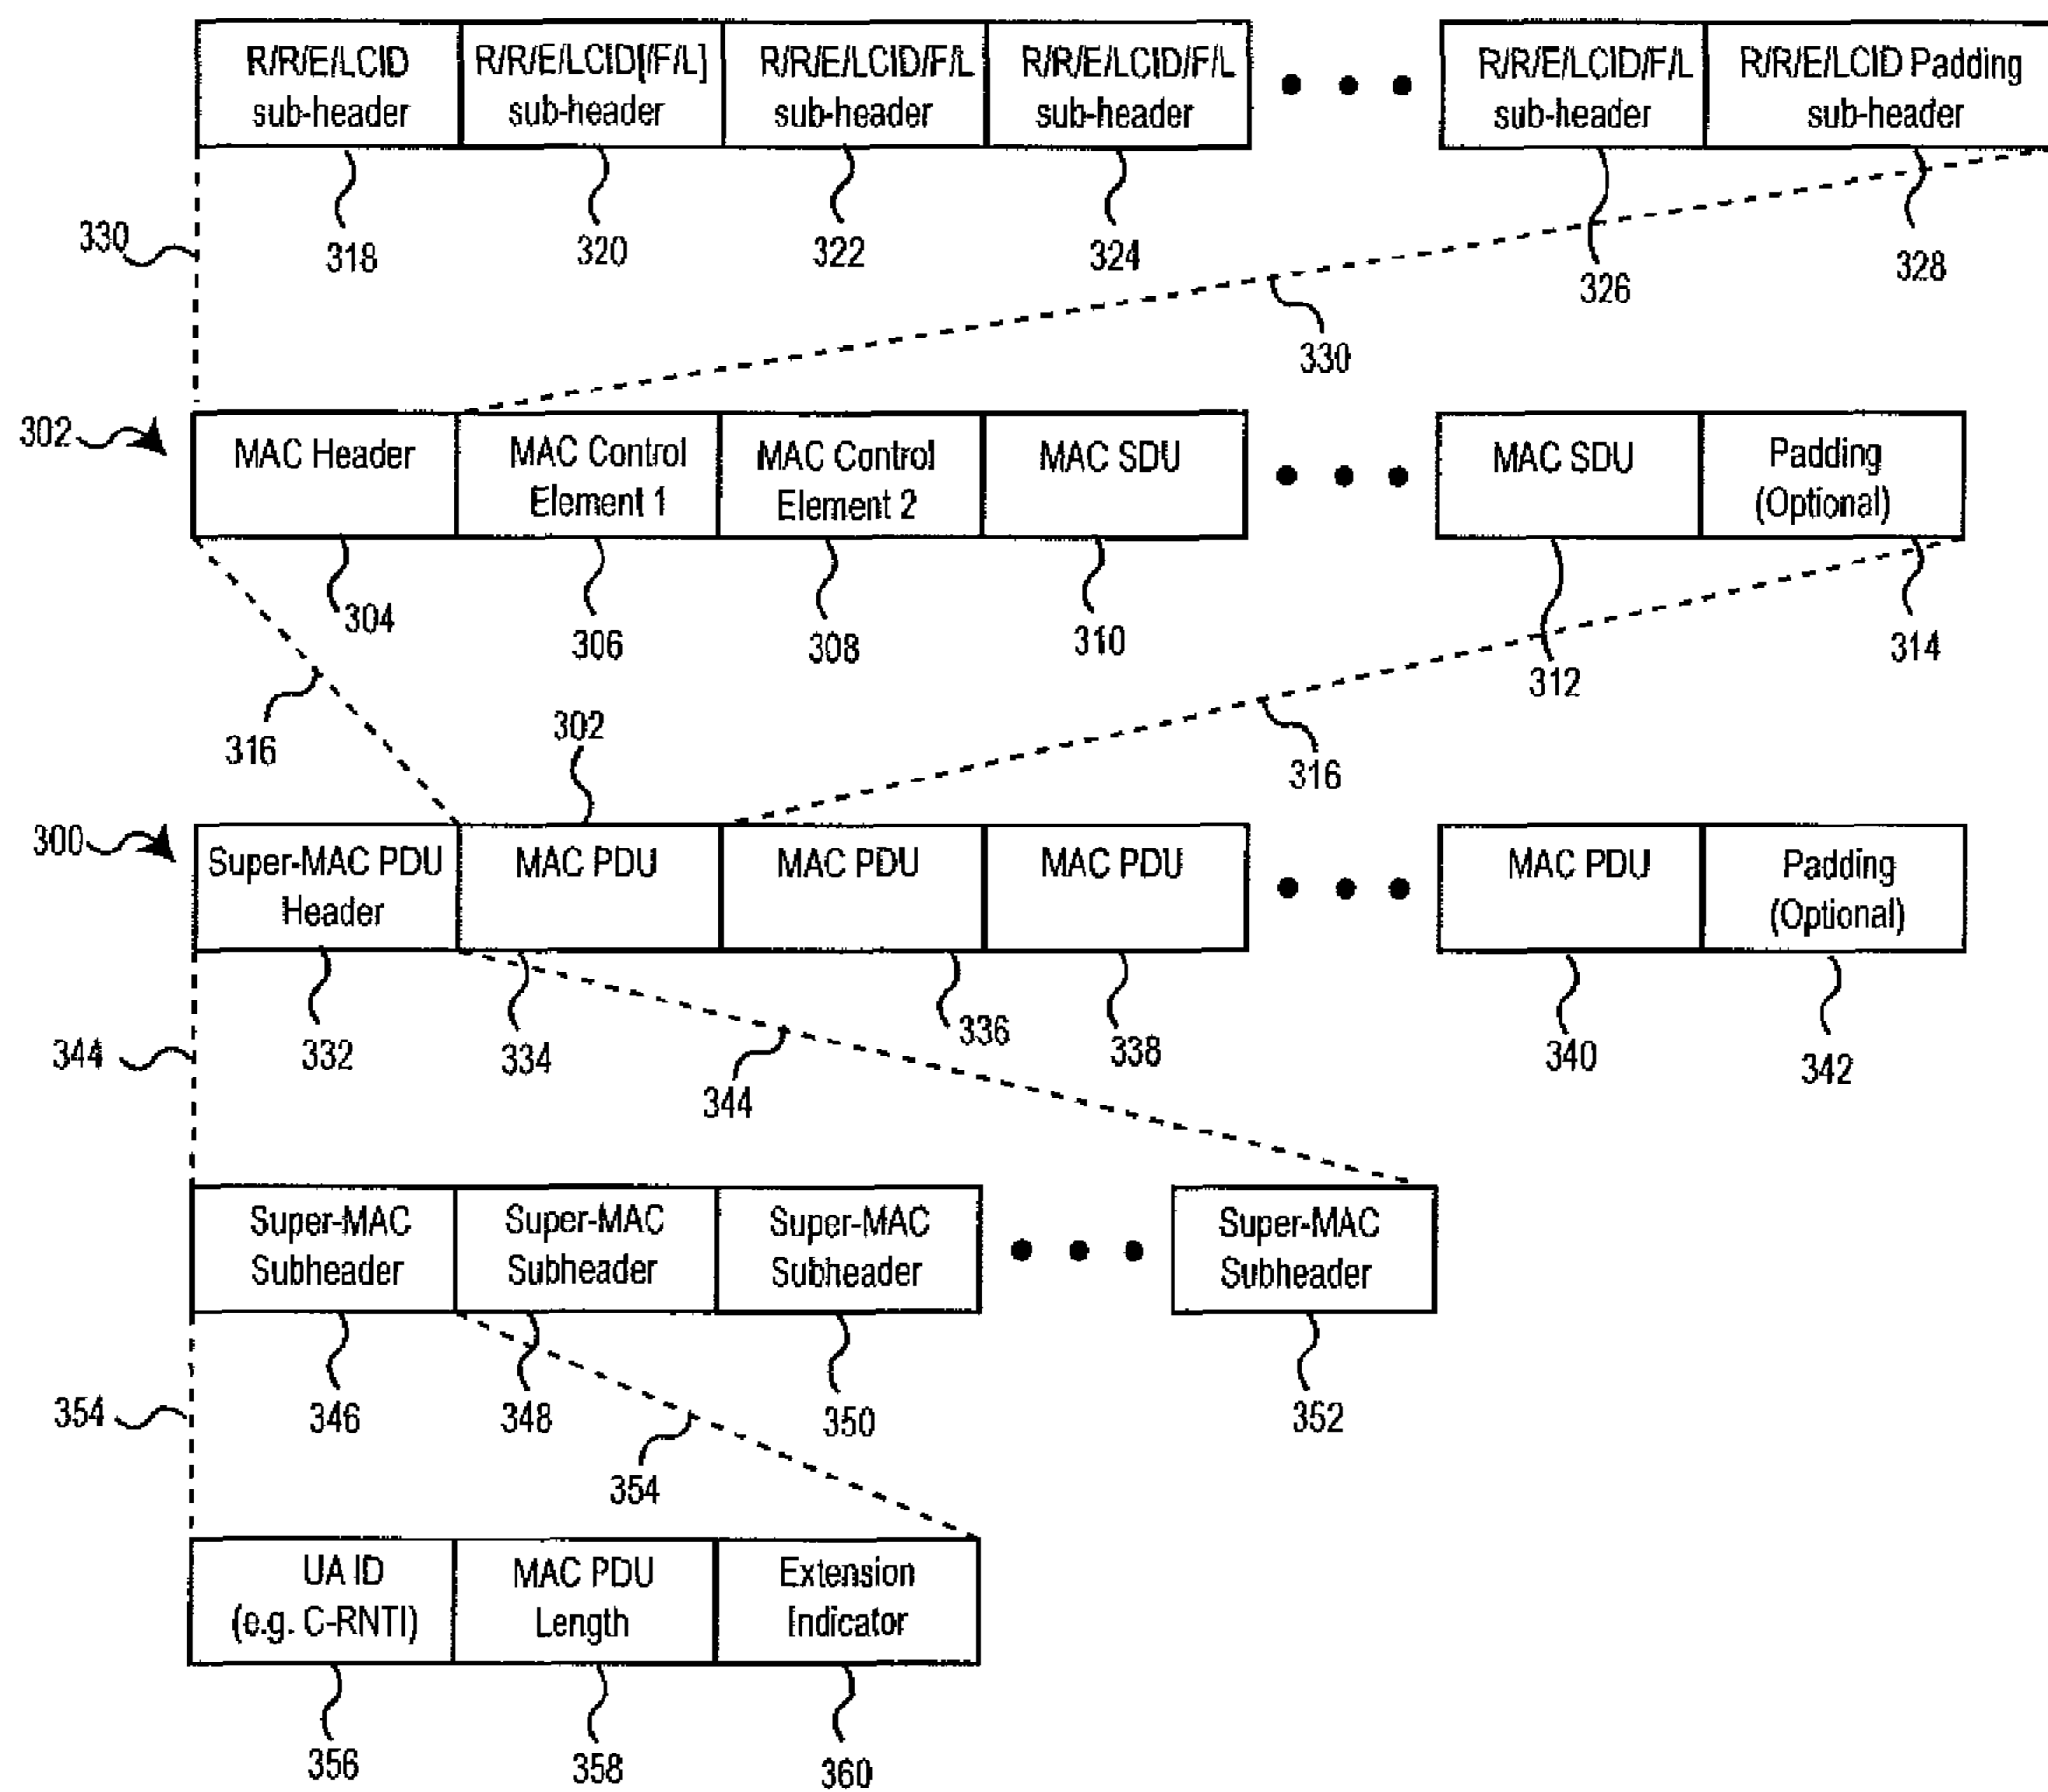 R/R/E/LCID
sub-header
R/R/E/LCID[/F/L]
sub-header
R/R/E/LCID/F/L
sub-header
R/R/E/LCID/F/L
sub-header
R/R/E/LCID/F/L
sub-header
R/R/E/LCID Padding
sub-header
330
318
320
322
324
326
328
330
302
MAC Header
MAC Control
Element 1
MAC Control
Element 2
MAC SDU
MAC SDU
Padding
(Optional)
304
306
308
310
312
314
316
302
316
300
Super-MAC PDU
Header
MAC PDU
MAC PDU
MAC PDU
MAC PDU
Padding
(Optional)
344
332
334
344
336
338
340
342
Super-MAC
Subheader
Super-MAC
Subheader
Super-MAC
Subheader
Super-MAC
Subheader
354
346
348
354
350
352
UA ID
(e.g. C-RNTI)
MAC PDU
Length
Extension
Indicator
356
358
360